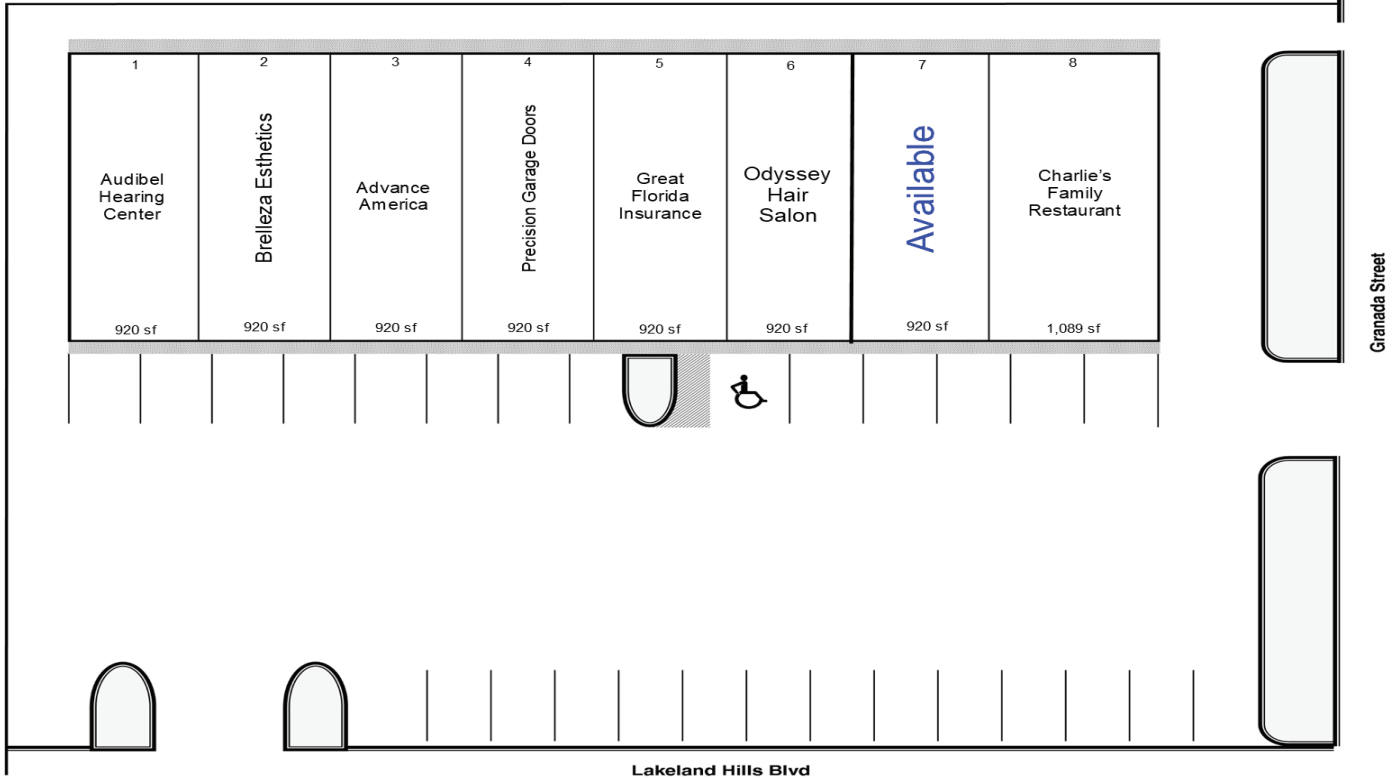 1
Audibel
Hearing
Center
920 sf
2
Brelleza Esthetics
920 sf
3
Advance
America
920 sf
4
Precision Garage Doors
920 sf
5
Great
Florida
Insurance
920 sf
6
Odyssey
Hair
Salon
920 sf
7
Available
920 sf
8
Charlie's
Family
Restaurant
1,089 sf
Granada Street
Lakeland Hills Blvd